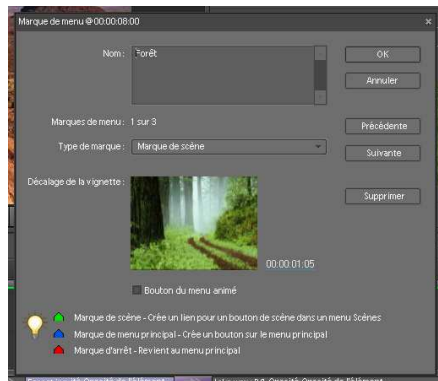 Marque de menu @ 00:00:08:00
Nom : Forêt
OK
Annuler
Marques de menu : 1 sur 3
Précédente
Type de marque : Marque de scène
Suivante
Décalage de la vignette :
Supprimer
00:00:01:05
Bouton du menu animé
Marque de scène - Crée un lien pour un bouton de scène dans un menu Scènes
Marque de menu principal - Crée un bouton sur le menu principal
Marque d'arrêt - Revient au menu principal